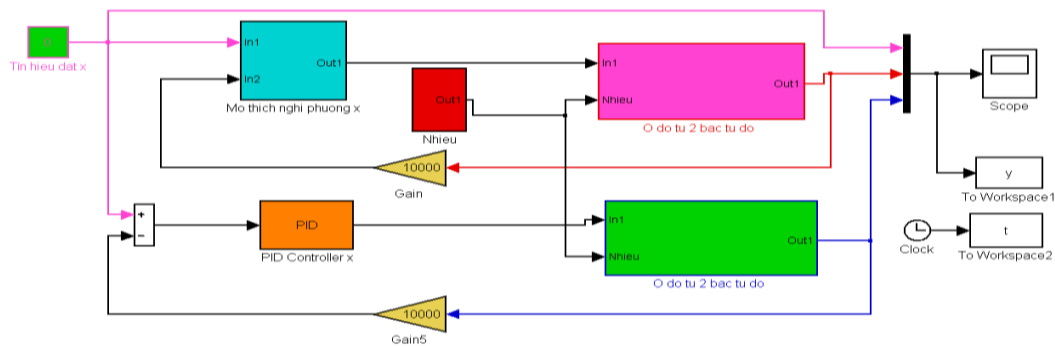 0
Tin hieu dat x
In1
In2
Out1
Mo thich nghi phuong x
Out1
Nhieu
In1
Nhieu
Out1
O do tu 2 bac tu do
Scope
10000
Gain
y
To Workspace1
+
−
PID
PID Controller x
In1
Nhieu
Out1
O do tu 2 bac tu do
Clock
t
To Workspace2
10000
Gain5